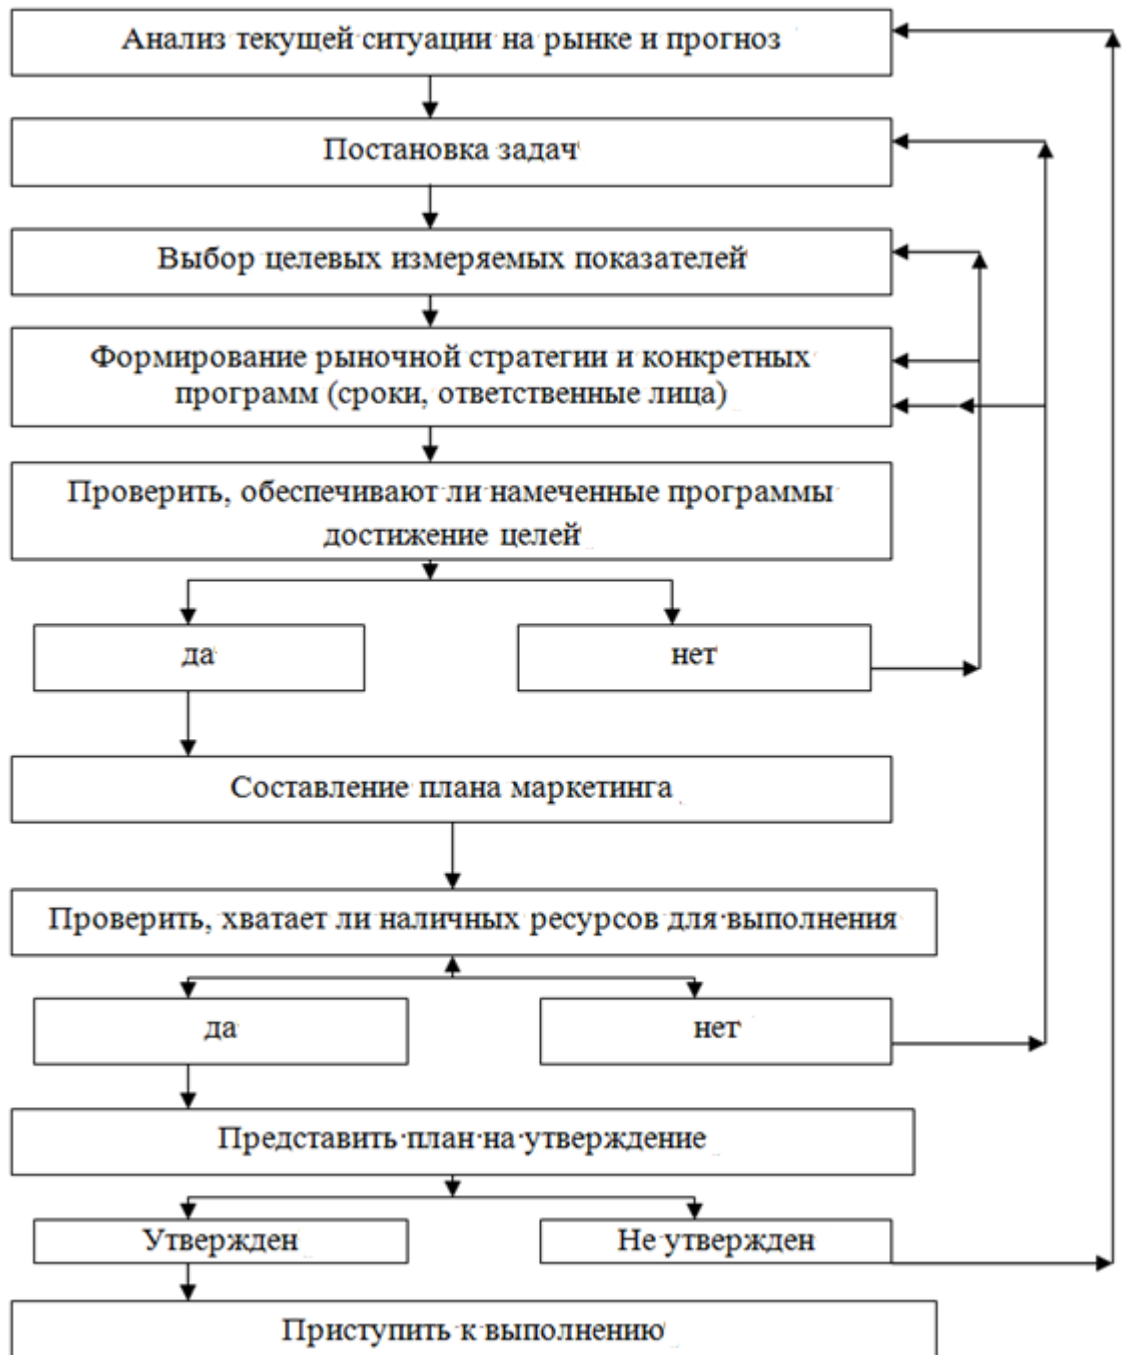 Анализ текущей ситуации на рынке и прогноз
Постановка задач
Выбор целевых измеряемых показателей
Формирование рыночной стратегии и конкретных
программ (сроки, ответственные лица)
Проверить, обеспечивают ли намеченные программы
достижение целей
да
нет
Составление плана маркетинга
Проверить, хватает ли наличных ресурсов для выполнения
да
нет
Представить план на утверждение
Утвержден
Не утвержден
Приступить к выполнению